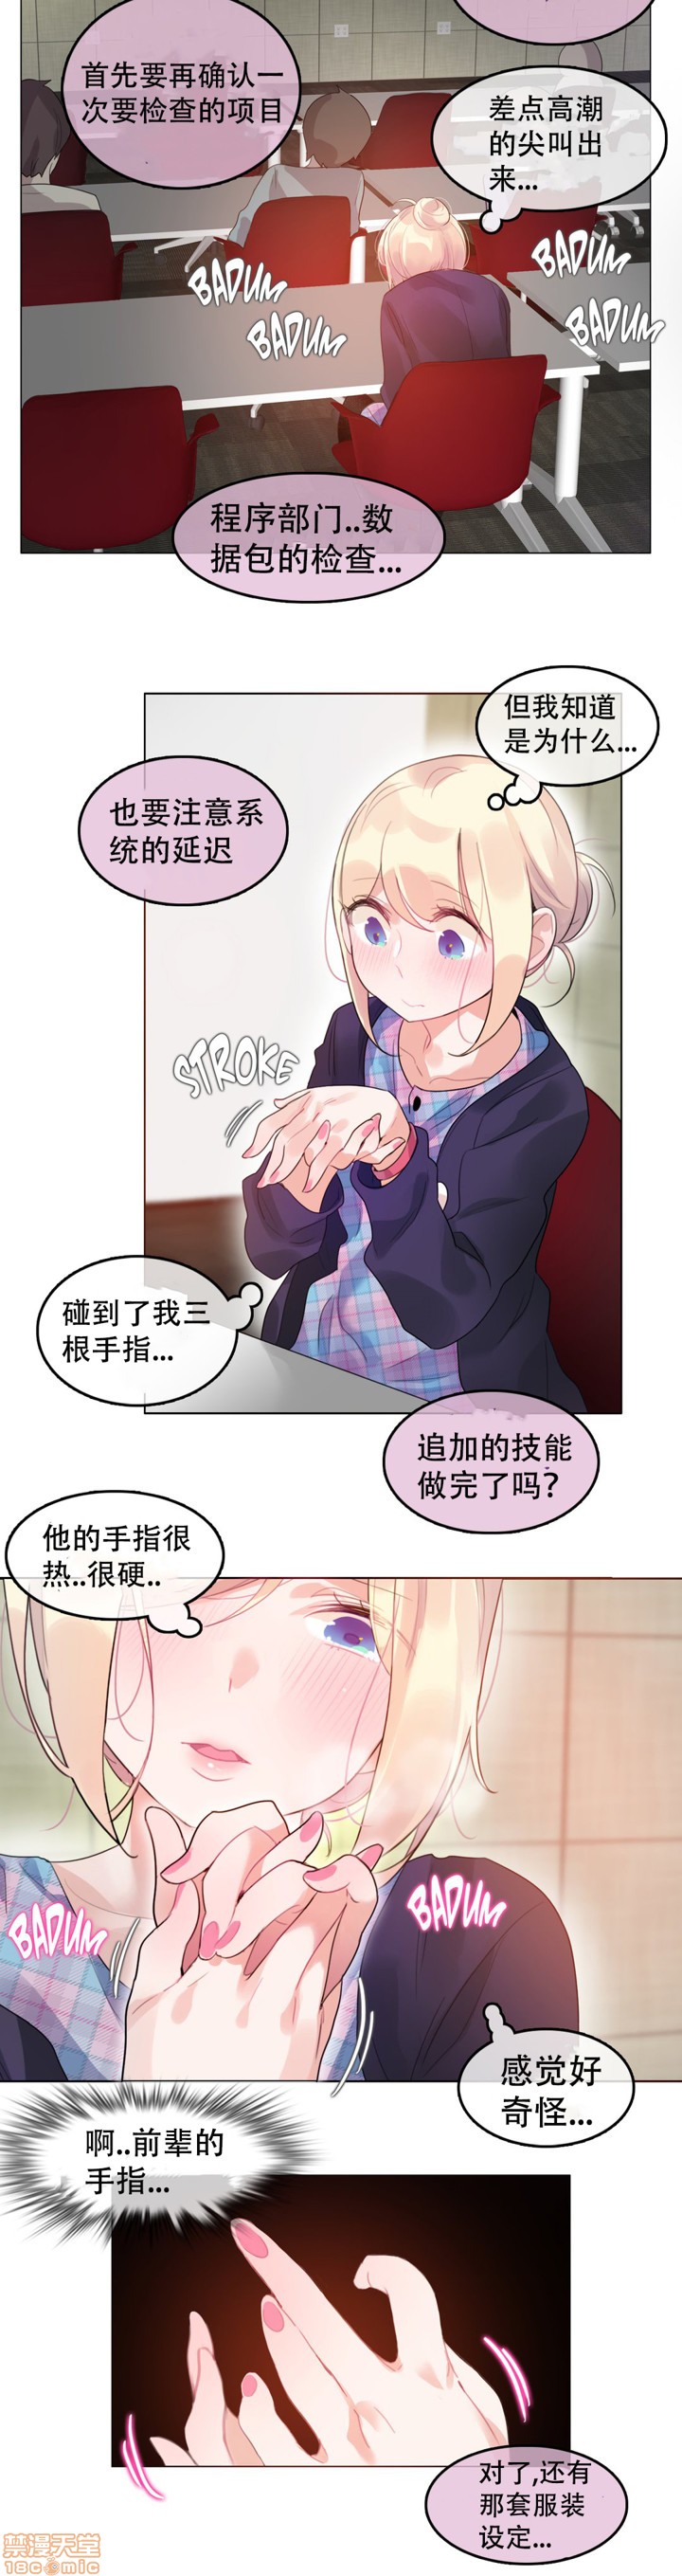 首先要再确认一
次要检查的项目
差点高潮
的尖叫出
来...
BADUM
BADUM
BADUM
BADUM
程序部门..数
据包的检查...
但我知道
是为什么...
也要注意系
统的延迟
STROKE
碰到了我三
根手指...
追加的技能
做完了吗?
他的手指很
热..很硬..
BADUM
BADUM
感觉好
奇怪...
啊..前辈的
手指...
对了,还有
那套服装
设定...
禁漫天堂
18comic